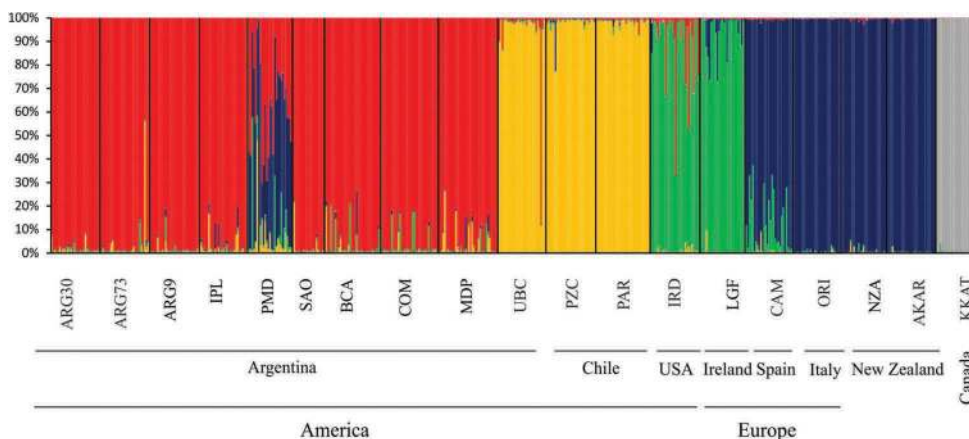 100%
90%
80%
70%
60%
50%
40%
30%
20%
10%
0%
ARG30
ARG73
ARG9
IPL
PMD
SAO
BCA
COM
MDP
UBC
PZC
PAR
IRD
LGF
CAM
ORI
NZA
AKAR
KKAT
Argentina
Chile
USA
Ireland
Spain
Italy
New Zealand
Canada
America
Europe